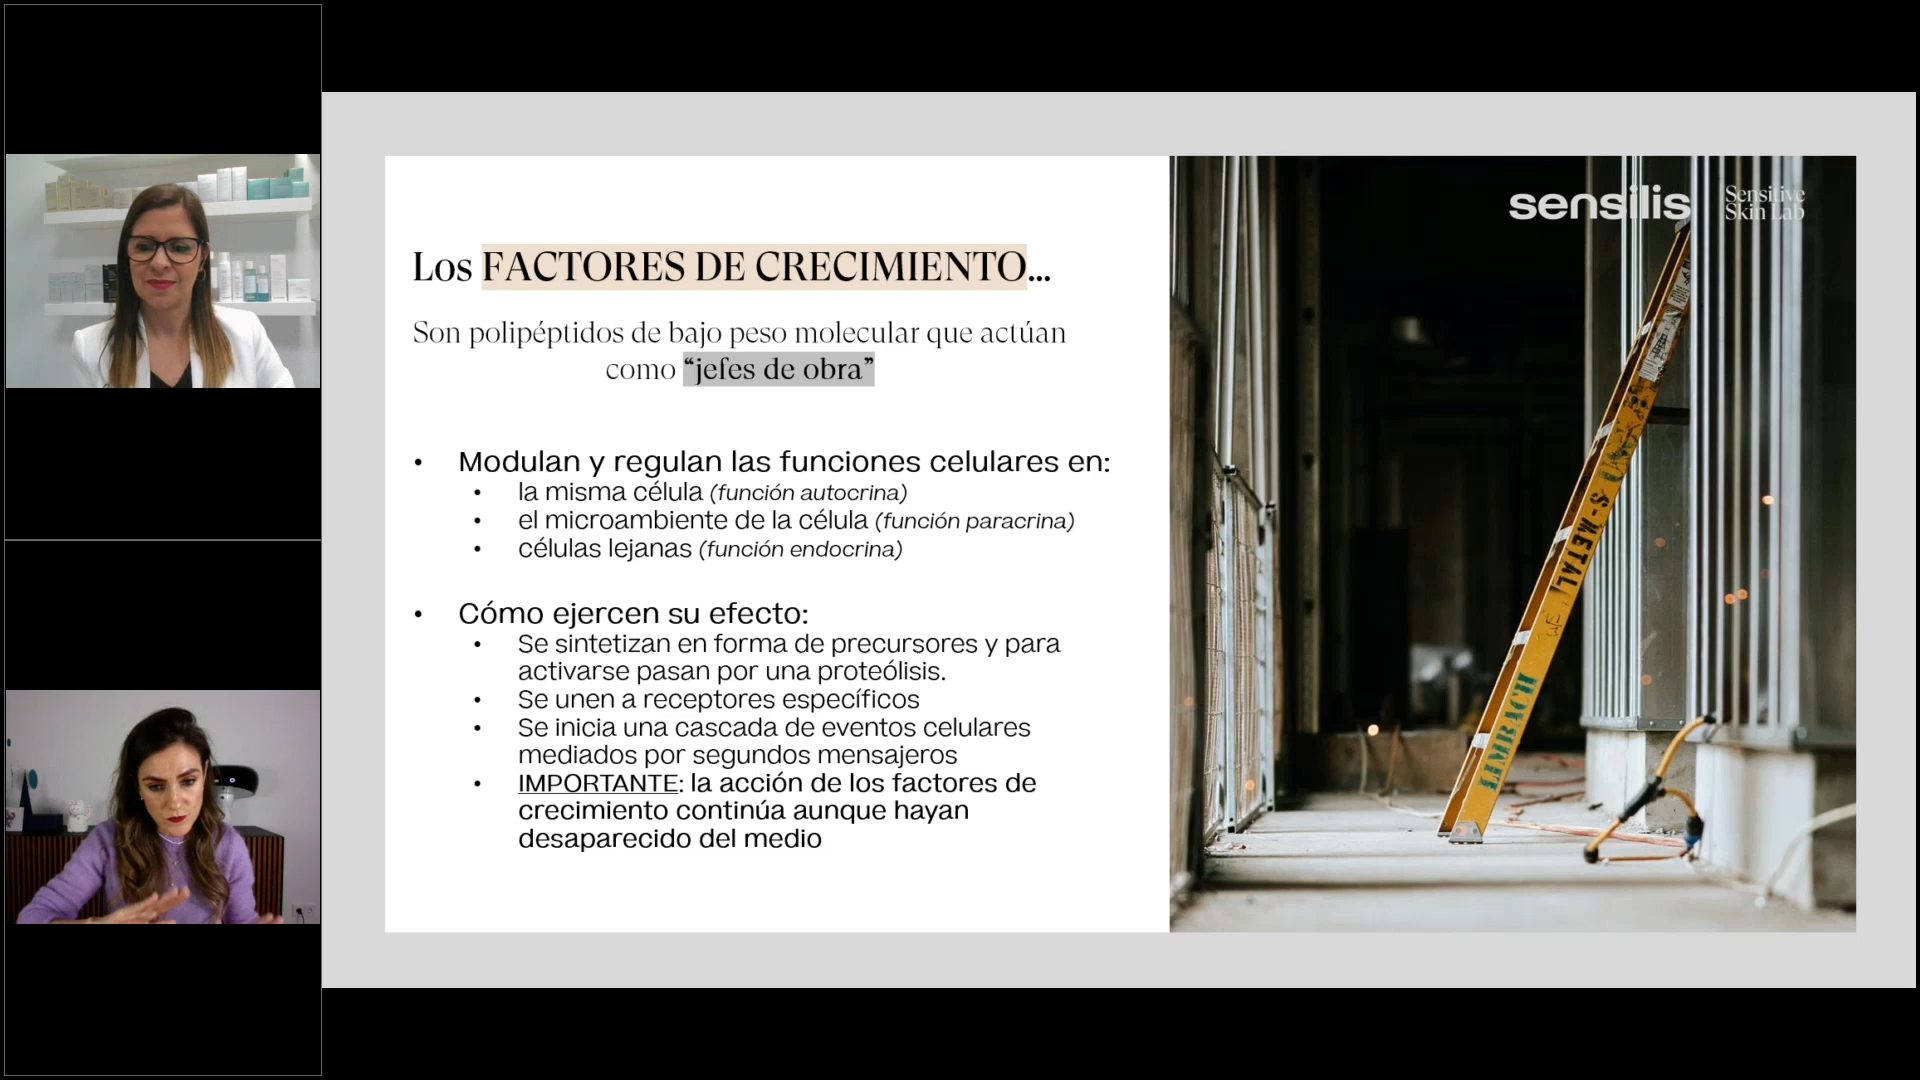 sensilis
Sensitive
Skin Lab
Los FACTORES DE CRECIMIENTO...
Son polipéptidos de bajo peso molecular que actúan
como “jefes de obra”
• Modulan y regulan las funciones celulares en:
• la misma célula (función autocrina)
• el microambiente de la célula (función paracrina)
• células lejanas (función endocrina)
• Cómo ejercen su efecto:
• Se sintetizan en forma de precursores y para
activarse pasan por una proteólisis.
• Se unen a receptores específicos
• Se inicia una cascada de eventos celulares
mediados por segundos mensajeros
• IMPORTANTE: la acción de los factores de
crecimiento continúa aunque hayan
desaparecido del medio
S-METAL
LIMBACH